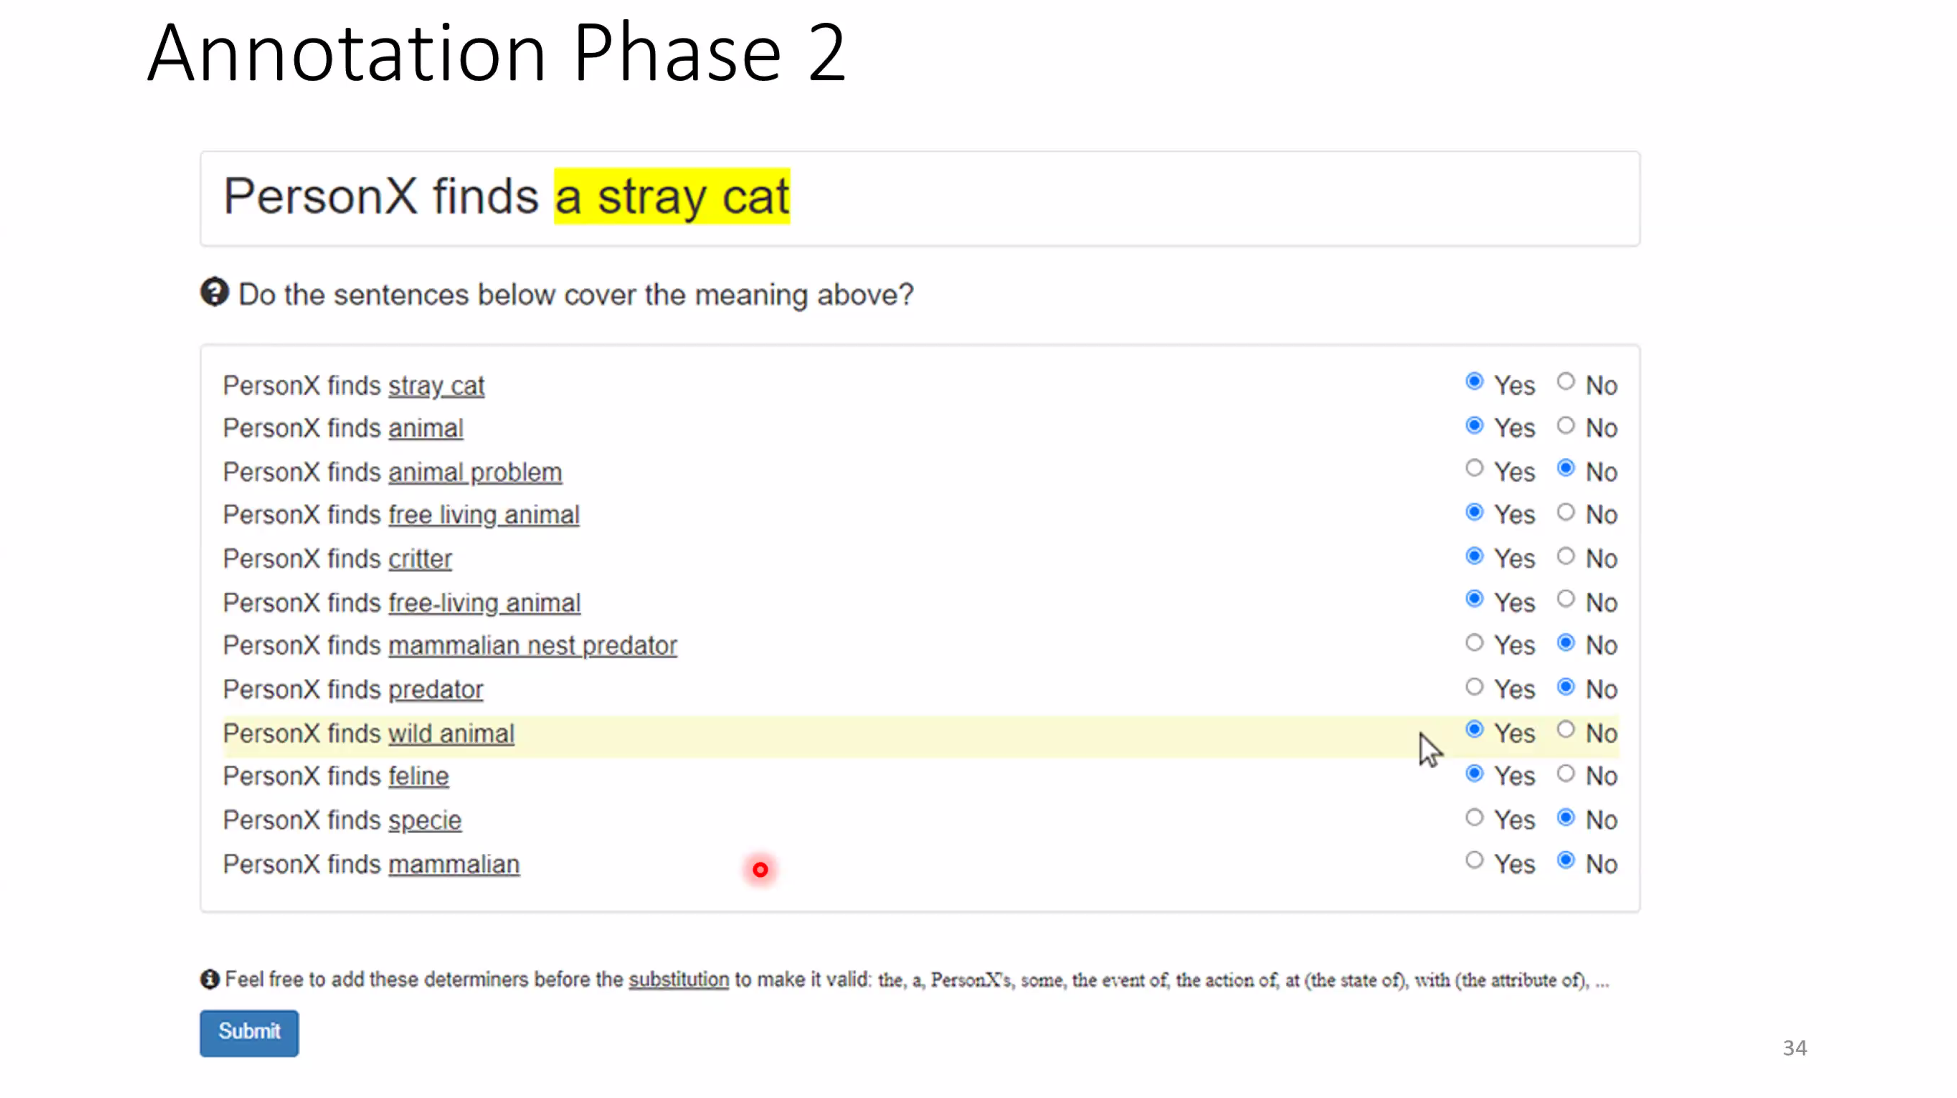 Annotation Phase 2
PersonX finds a stray cat
Do the sentences below cover the meaning above?
PersonX finds stray cat Yes No
PersonX finds animal Yes No
PersonX finds animal problem Yes No
PersonX finds free living animal Yes No
PersonX finds critter Yes No
PersonX finds free-living animal Yes No
PersonX finds mammalian nest predator Yes No
PersonX finds predator Yes No
PersonX finds wild animal Yes No
PersonX finds feline Yes No
PersonX finds specie Yes No
PersonX finds mammalian Yes No
Feel free to add these determiners before the substitution to make it valid: the, a, PersonX's, some, the event of, the action of, at (the state of), with (the attribute of), ...
Submit
34